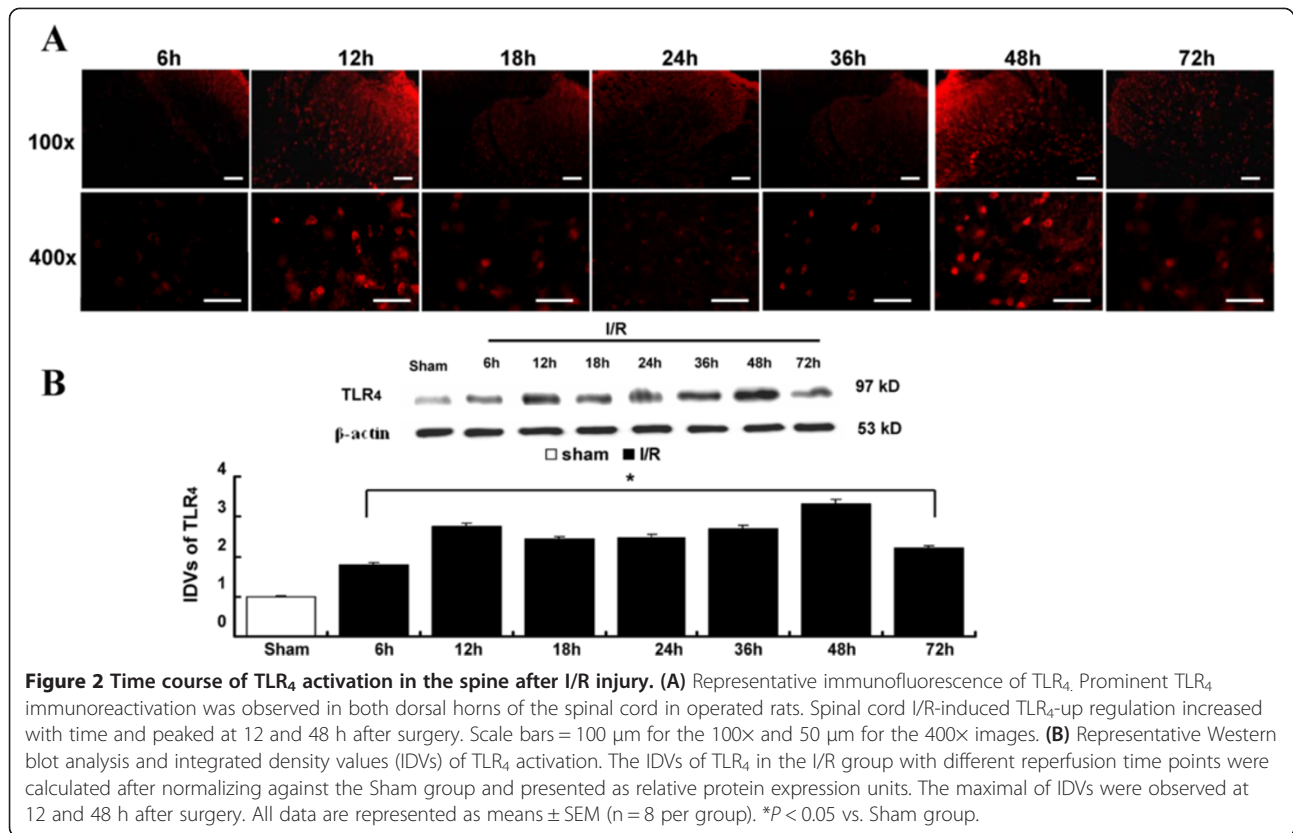 A
6h 12h 18h 24h 36h 48h 72h
100x
400x
I/R
B
Sham 6h 12h 18h 24h 36h 48h 72h
TLR4 97 kD
β-actin 53 kD
□ sham ■ I/R
*
IDVs of TLR4
4
3
2
1
0
Sham 6h 12h 18h 24h 36h 48h 72h
Figure 2 Time course of TLR4 activation in the spine after I/R injury. (A) Representative immunofluorescence of TLR4. Prominent TLR4
immunoreactivation was observed in both dorsal horns of the spinal cord in operated rats. Spinal cord I/R-induced TLR4-up regulation increased
with time and peaked at 12 and 48 h after surgery. Scale bars = 100 μm for the 100× and 50 μm for the 400× images. (B) Representative Western
blot analysis and integrated density values (IDVs) of TLR4 activation. The IDVs of TLR4 in the I/R group with different reperfusion time points were
calculated after normalizing against the Sham group and presented as relative protein expression units. The maximal of IDVs were observed at
12 and 48 h after surgery. All data are represented as means ± SEM (n = 8 per group). *P < 0.05 vs. Sham group.